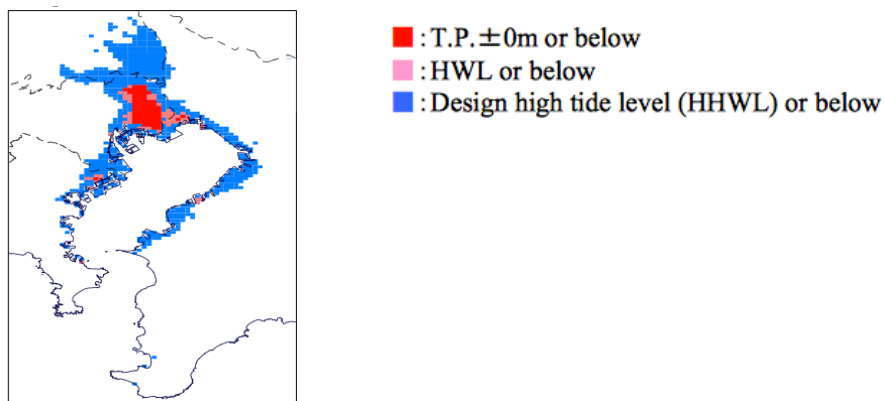 : T.P.±0m or below
: HWL or below
: Design high tide level (HHWL) or below